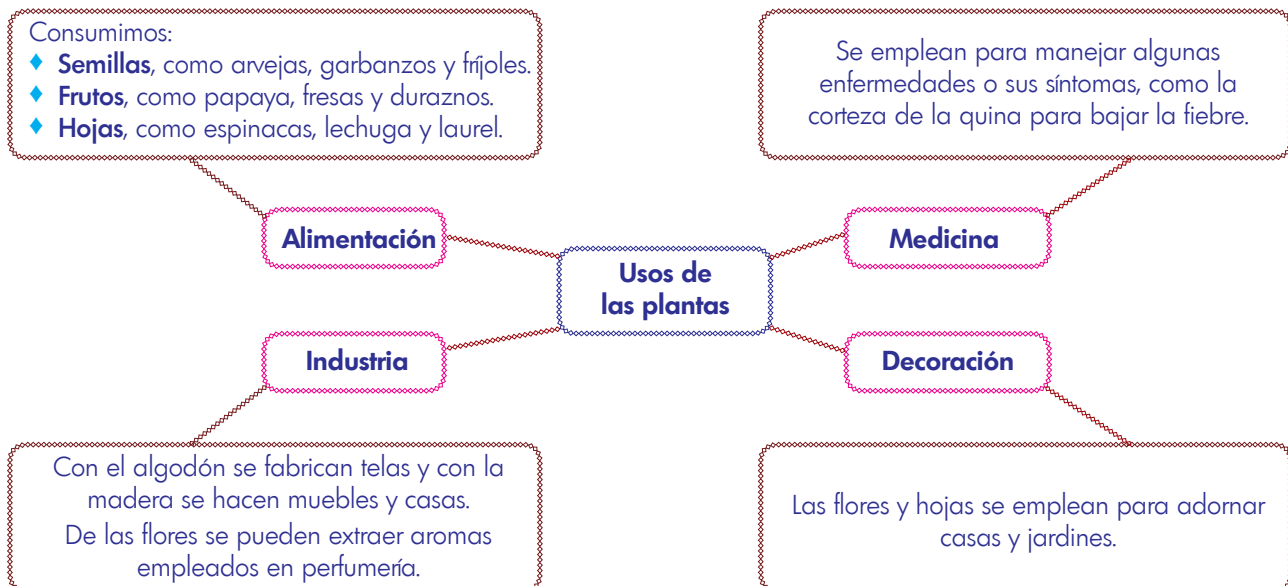 Consumimos:
♦ Semillas, como arvejas, garbanzos y fríjoles.
♦ Frutos, como papaya, fresas y duraznos.
♦ Hojas, como espinacas, lechuga y laurel.
Se emplean para manejar algunas
enfermedades o sus síntomas, como la
corteza de la quina para bajar la fiebre.
Alimentación
Medicina
Usos de
las plantas
Industria
Decoración
Con el algodón se fabrican telas y con la
madera se hacen muebles y casas.
De las flores se pueden extraer aromas
empleados en perfumería.
Las flores y hojas se emplean para adornar
casas y jardines.